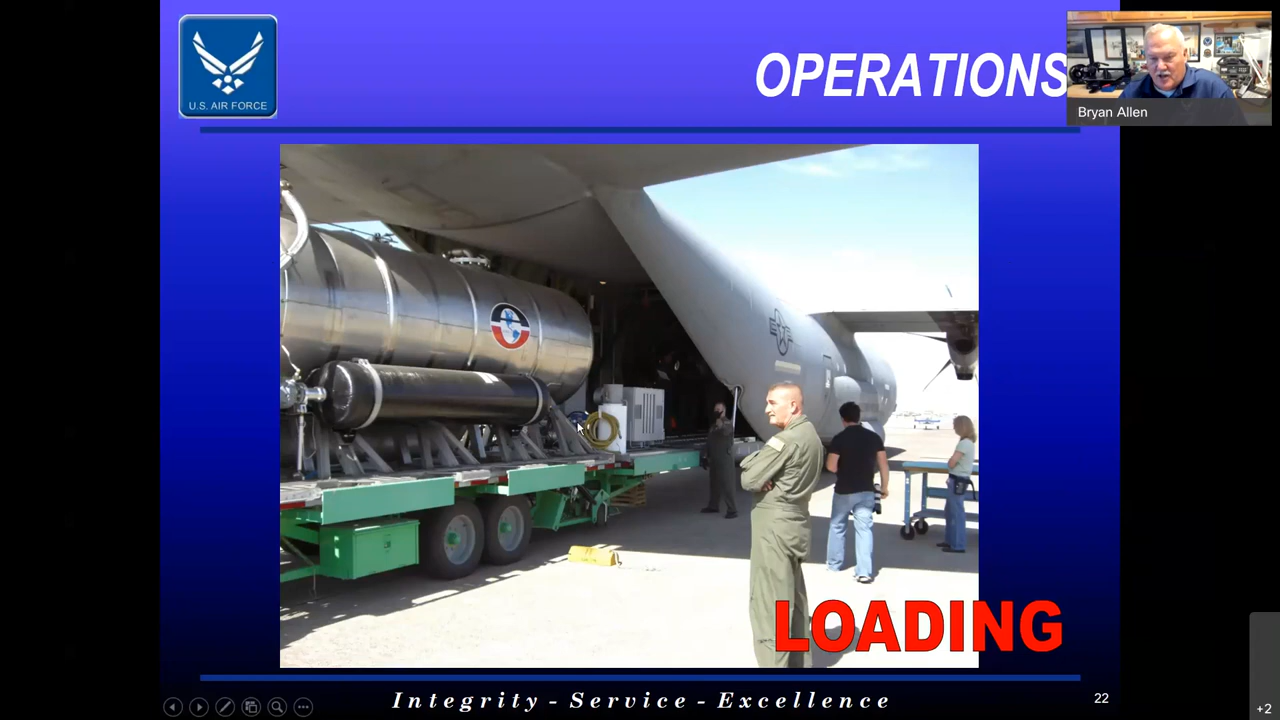 U.S. AIR FORCE
OPERATIONS
Bryan Allen
LOADING
Integrity - Service - Excellence
22
+2